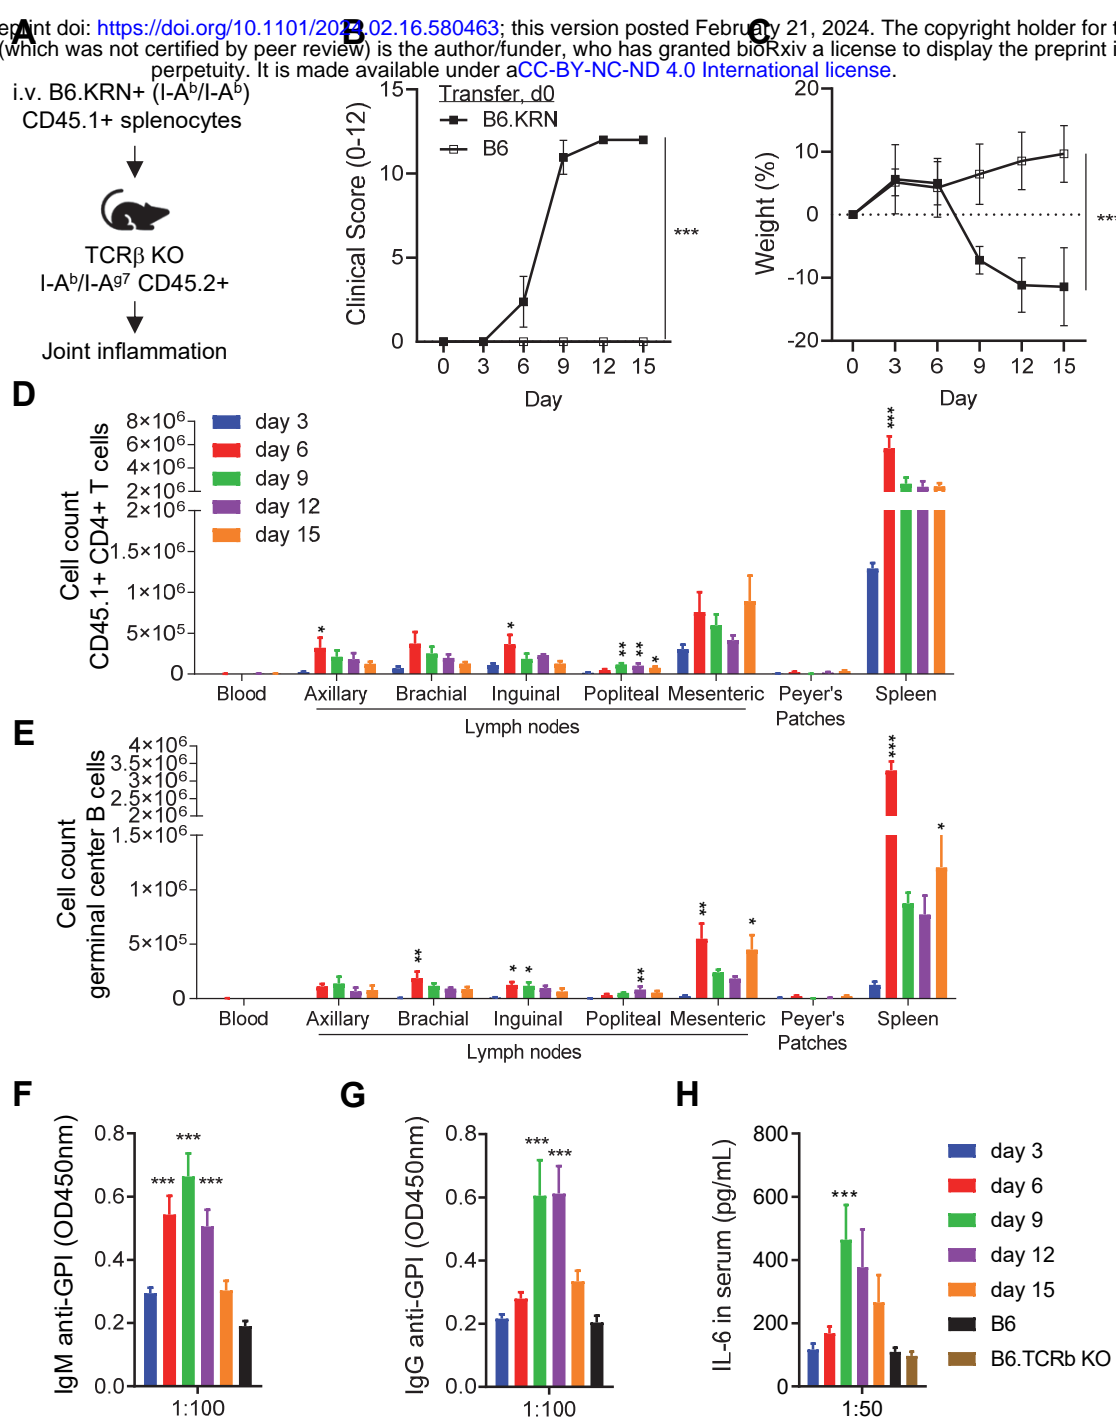 eprint doi: https://doi.org/10.1101/2024.02.16.580463; this version posted February 21, 2024. The copyright holder for t
(which was not certified by peer review) is the author/funder, who has granted bioRxiv a license to display the preprint i
perpetuity. It is made available under aCC-BY-NC-ND 4.0 International license.
A
i.v. B6.KRN+ (I-Aᵇ/I-Aᵇ)
CD45.1+ splenocytes
TCRβ KO
I-Aᵇ/I-Aᵍ⁷ CD45.2+
Joint inflammation
B
Clinical Score (0-12)
15
10
5
0
Transfer, d0
B6.KRN
B6
***
0 3 6 9 12 15
Day
C
Weight (%)
20
10
0
-10
-20
***
0 3 6 9 12 15
Day
D
Cell count
CD45.1+ CD4+ T cells
8×10⁶
6×10⁶
4×10⁶
2×10⁶
2×10⁶
1.5×10⁶
1×10⁶
5×10⁵
0
day 3
day 6
day 9
day 12
day 15
* * ** ** * ***
Blood Axillary Brachial Inguinal Popliteal Mesenteric Peyer's Patches Spleen
Lymph nodes
E
Cell count
germinal center B cells
4×10⁶
3.5×10⁶
3×10⁶
2.5×10⁶
2×10⁶
1.5×10⁶
1×10⁶
5×10⁵
0
** * * ** ** * *** *
Blood Axillary Brachial Inguinal Popliteal Mesenteric Peyer's Patches Spleen
Lymph nodes
F
IgM anti-GPI (OD450nm)
0.8
0.6
0.4
0.2
0.0
*** *** ***
1:100
G
IgG anti-GPI (OD450nm)
0.8
0.6
0.4
0.2
0.0
*** ***
1:100
H
IL-6 in serum (pg/mL)
800
600
400
200
0
***
1:50
day 3
day 6
day 9
day 12
day 15
B6
B6.TCRb KO